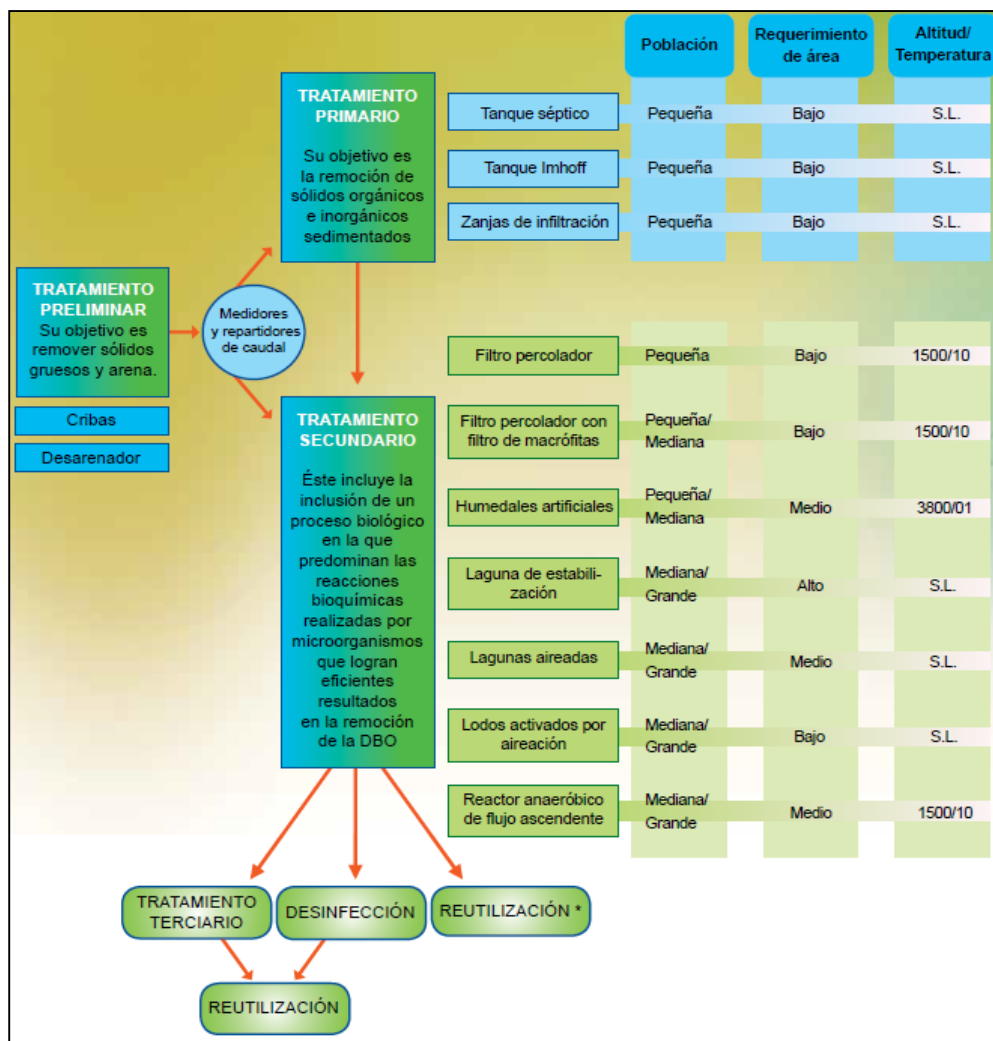 Población
Requerimiento
de área
Altitud/
Temperatura
TRATAMIENTO
PRIMARIO
Su objetivo es
la remoción de
sólidos orgánicos
e inorgánicos
sedimentados
Tanque séptico
Pequeña
Bajo
S.L.
Tanque Imhoff
Pequeña
Bajo
S.L.
Zanjas de infiltración
Pequeña
Bajo
S.L.
TRATAMIENTO
PRELIMINAR
Su objetivo es
remover sólidos
gruesos y arena.
Cribas
Desarenador
Medidores
y repartidores
de caudal
TRATAMIENTO
SECUNDARIO
Éste incluye la
inclusión de un
proceso biológico
en la que
predominan las
reacciones
bioquímicas
realizadas por
microorganismos
que logran
eficientes
resultados
en la remoción
de la DBO
Filtro percolador
Pequeña
Bajo
1500/10
Filtro percolador con
filtro de macrófitas
Pequeña/
Mediana
Bajo
1500/10
Humedales artificiales
Pequeña/
Mediana
Medio
3800/01
Laguna de estabili-
zación
Mediana/
Grande
Alto
S.L.
Lagunas aireadas
Mediana/
Grande
Medio
S.L.
Lodos activados por
aireación
Mediana/
Grande
Bajo
S.L.
Reactor anaeróbico
de flujo ascendente
Mediana/
Grande
Medio
1500/10
TRATAMIENTO
TERCIARIO
DESINFECCIÓN
REUTILIZACIÓN *
REUTILIZACIÓN